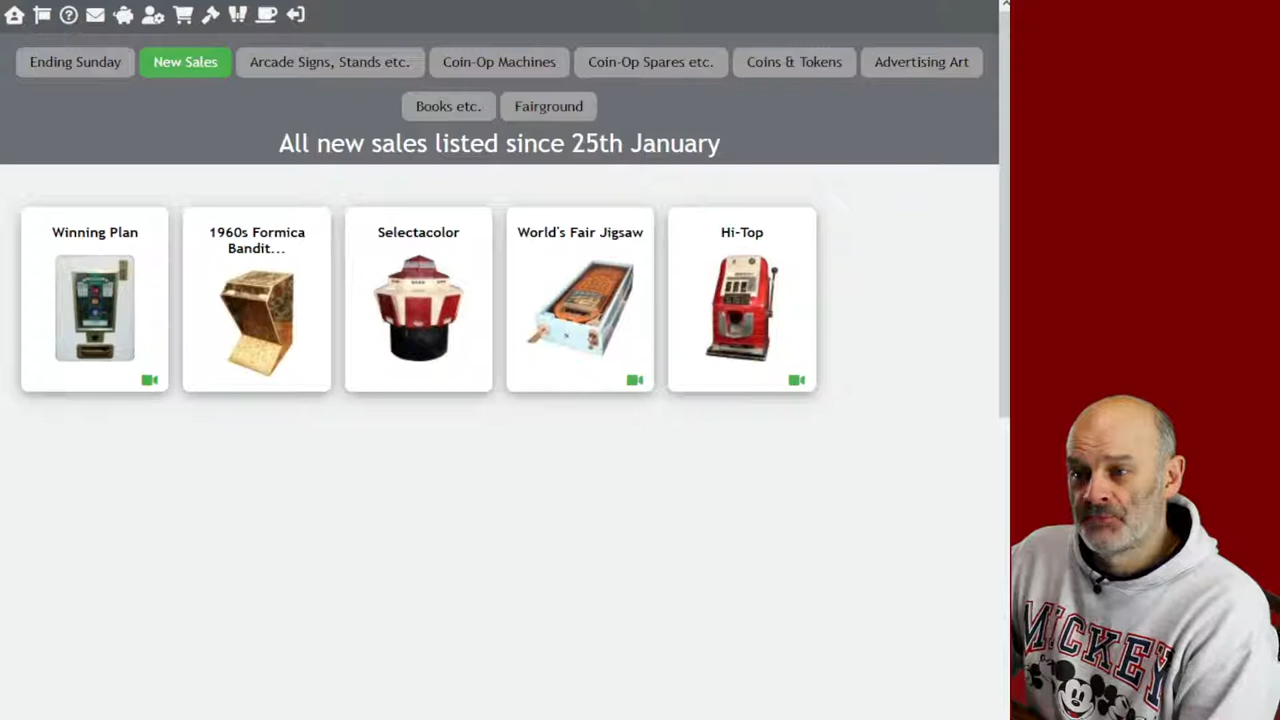 Ending Sunday
New Sales
Arcade Signs, Stands etc.
Coin-Op Machines
Coin-Op Spares etc.
Coins & Tokens
Advertising Art
Books etc.
Fairground
All new sales listed since 25th January
Winning Plan
1960s Formica
Bandit...
Selectacolor
World's Fair Jigsaw
Hi-Top
MICKEY